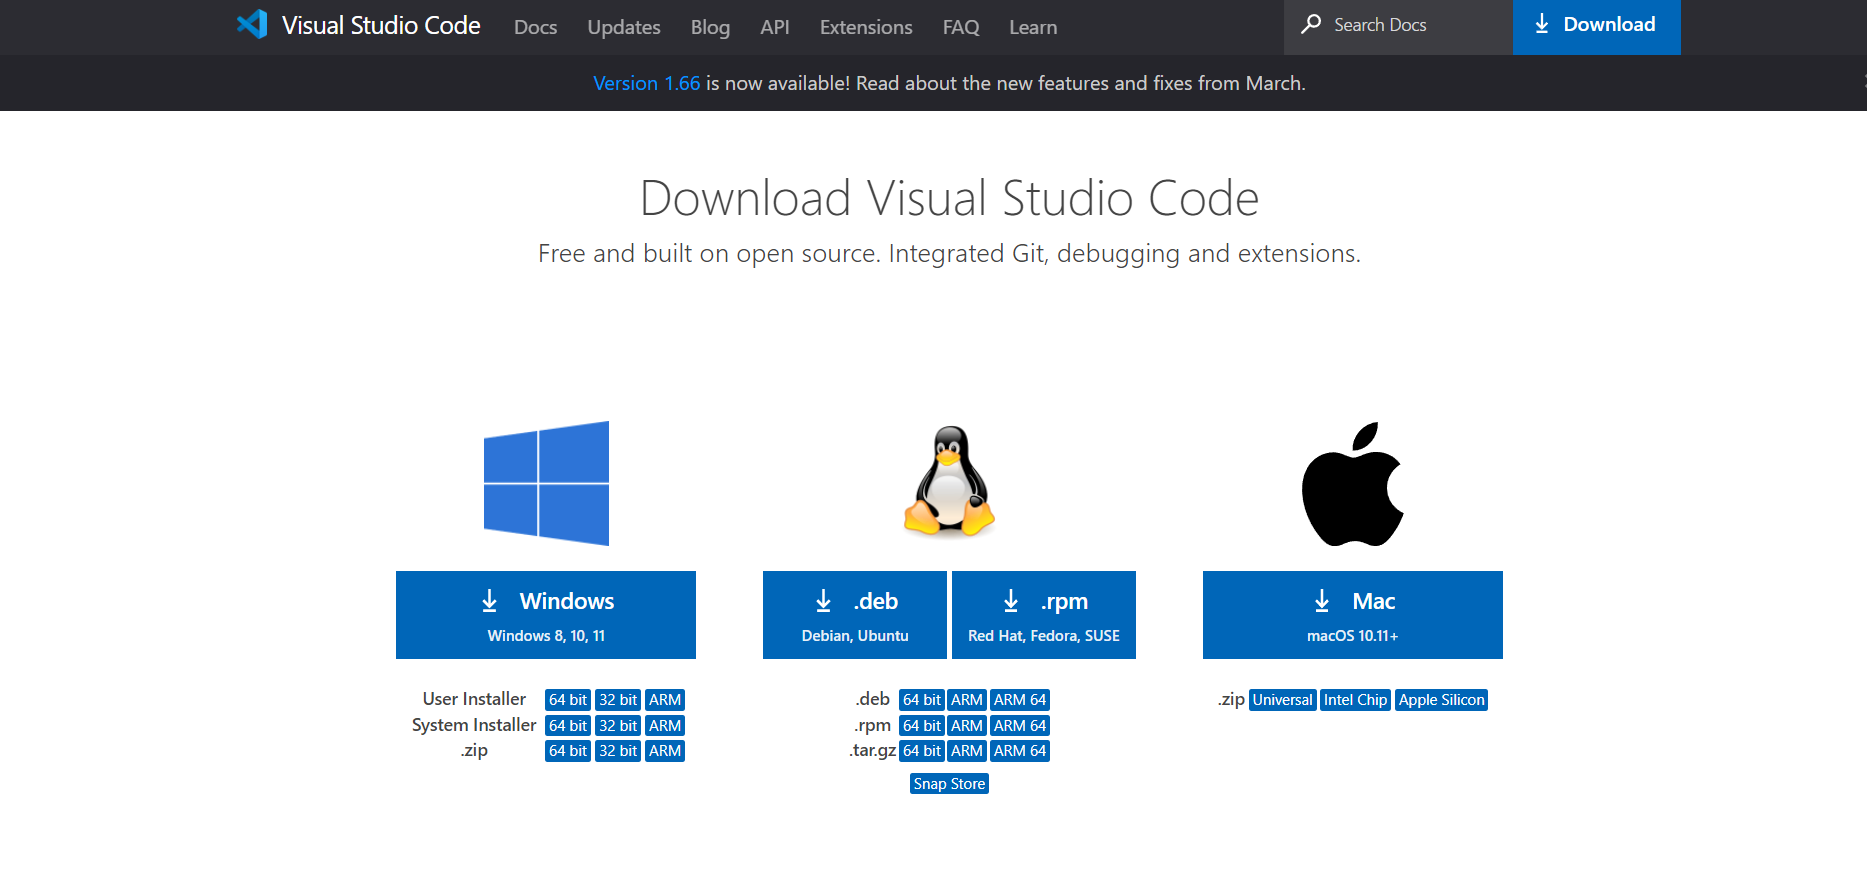 Visual Studio Code Docs Updates Blog API Extensions FAQ Learn Search Docs Download
Version 1.66 is now available! Read about the new features and fixes from March.
Download Visual Studio Code
Free and built on open source. Integrated Git, debugging and extensions.
Windows
Windows 8, 10, 11
User Installer 64 bit 32 bit ARM
System Installer 64 bit 32 bit ARM
.zip 64 bit 32 bit ARM
.deb
Debian, Ubuntu
.rpm
Red Hat, Fedora, SUSE
.deb 64 bit ARM ARM 64
.rpm 64 bit ARM ARM 64
.tar.gz 64 bit ARM ARM 64
Snap Store
Mac
macOS 10.11+
.zip Universal Intel Chip Apple Silicon